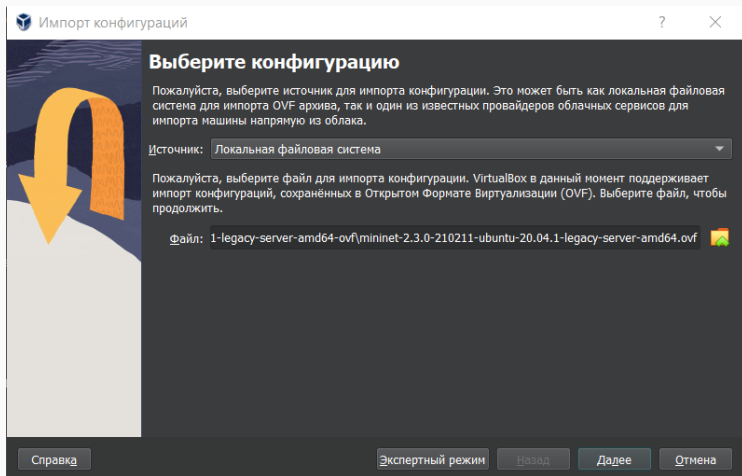 Импорт конфигураций
Выберите конфигурацию
Пожалуйста, выберите источник для импорта конфигурации. Это может быть как локальная файловая
система для импорта OVF архива, так и один из известных провайдеров облачных сервисов для
импорта машины напрямую из облака.
Источник: Локальная файловая система
Пожалуйста, выберите файл для импорта конфигурации. VirtualBox в данный момент поддерживает
импорт конфигураций, сохранённых в Открытом Формате Виртуализации (OVF). Выберите файл, чтобы
продолжить.
Файл: 1-legacy-server-amd64-ovf\mininet-2.3.0-210211-ubuntu-20.04.1-legacy-server-amd64.ovf
Справка Экспертный режим Назад Далее Отмена